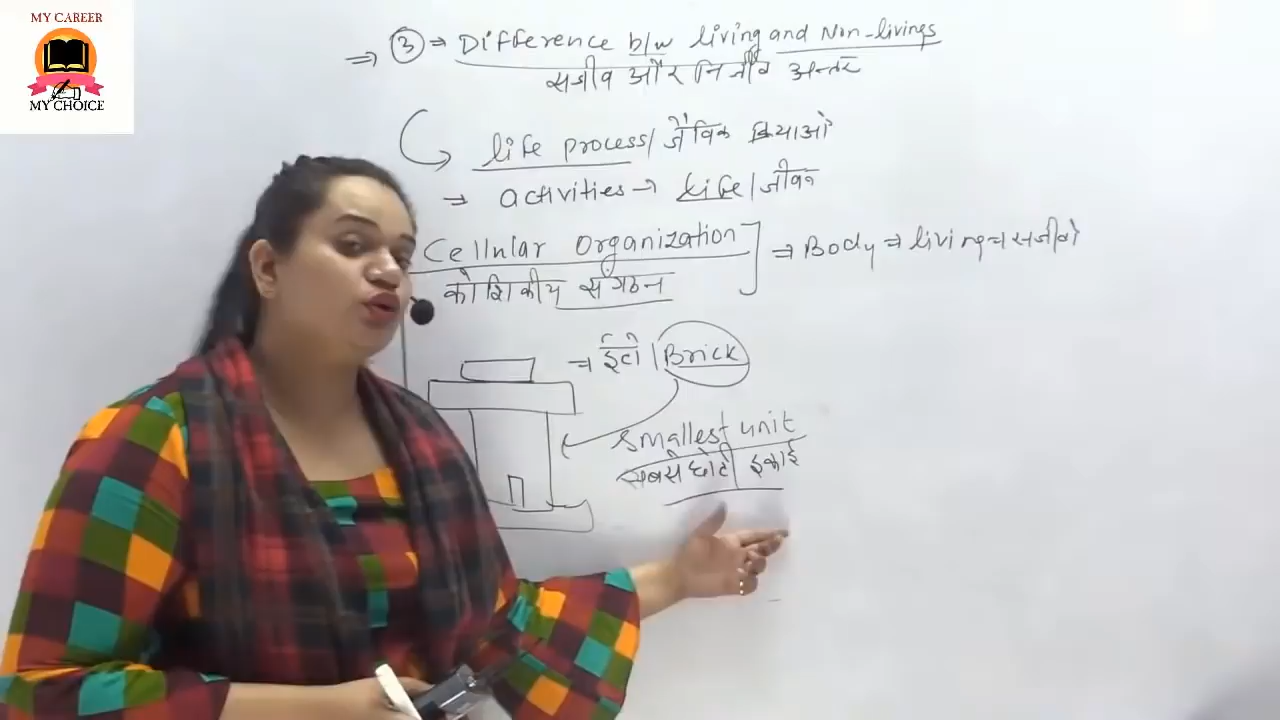 MY CAREER
MY CHOICE
⇒ 3 ⇒ Difference b/w living and Non-livings
सजीव और निर्जीव अन्तर
life process/जैविक क्रियाओं
→ activities → life/जीवन
Cellular Organization
कोशिकीय संगठन
⇒ Body ⇒ living ⇒ सजीवों
⇒ ईंटों/Brick
smallest unit
सबसे छोटी इकाई